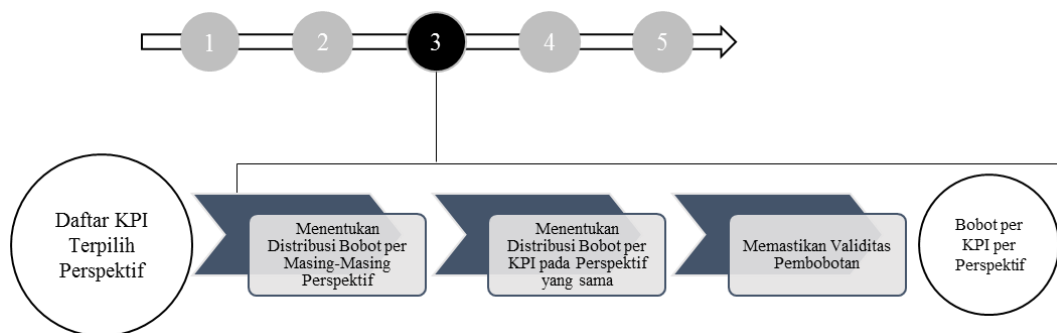 1 2 3 4 5
Daftar KPI
Terpilih
Perspektif
Menentukan
Distribusi Bobot per
Masing-Masing
Perspektif
Menentukan
Distribusi Bobot per
KPI pada Perspektif
yang sama
Memastikan Validitas
Pembobotan
Bobot per
KPI per
Perspektif